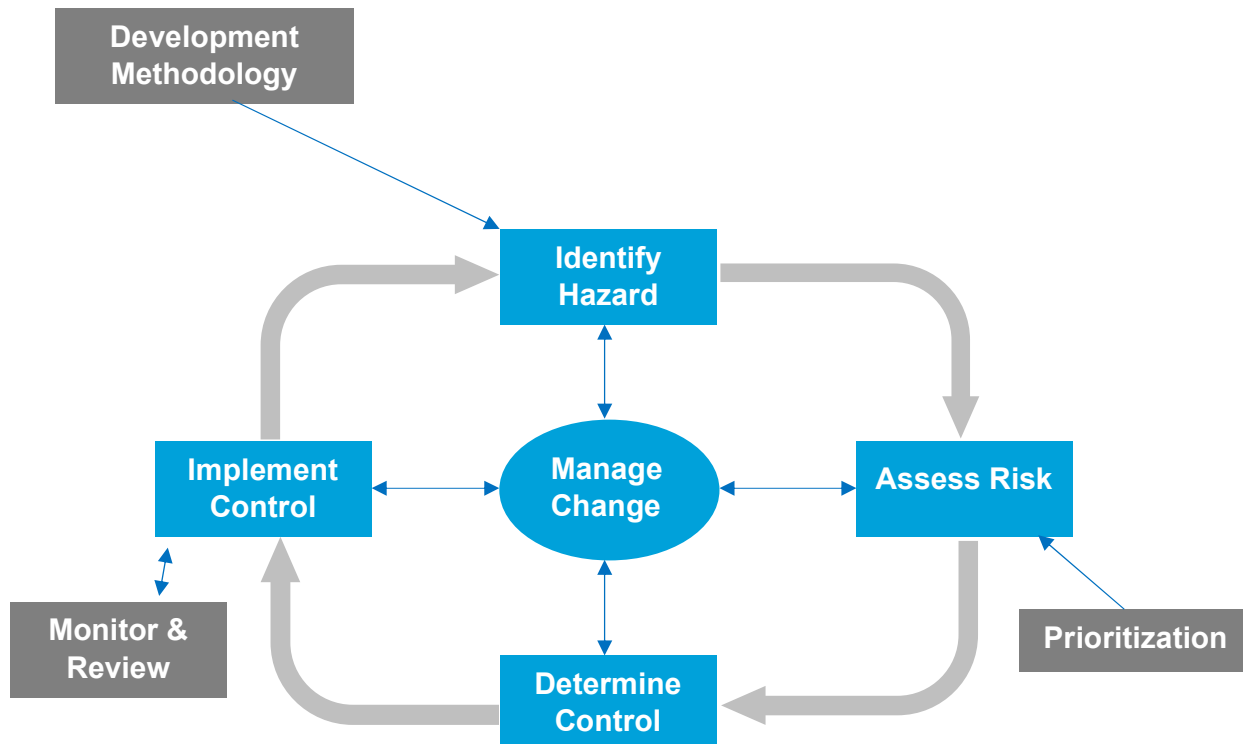 Development
Methodology
Identify
Hazard
Implement
Control
Manage
Change
Assess Risk
Monitor &
Review
Prioritization
Determine
Control